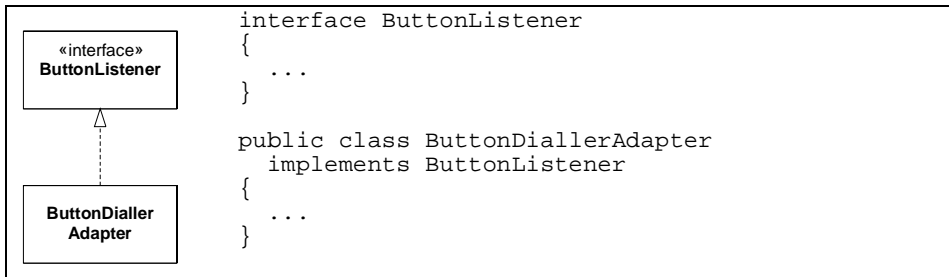 «interface»
ButtonListener
ButtonDialler
Adapter
interface ButtonListener
{
  ...
}
public class ButtonDiallerAdapter
  implements ButtonListener
{
  ...
}